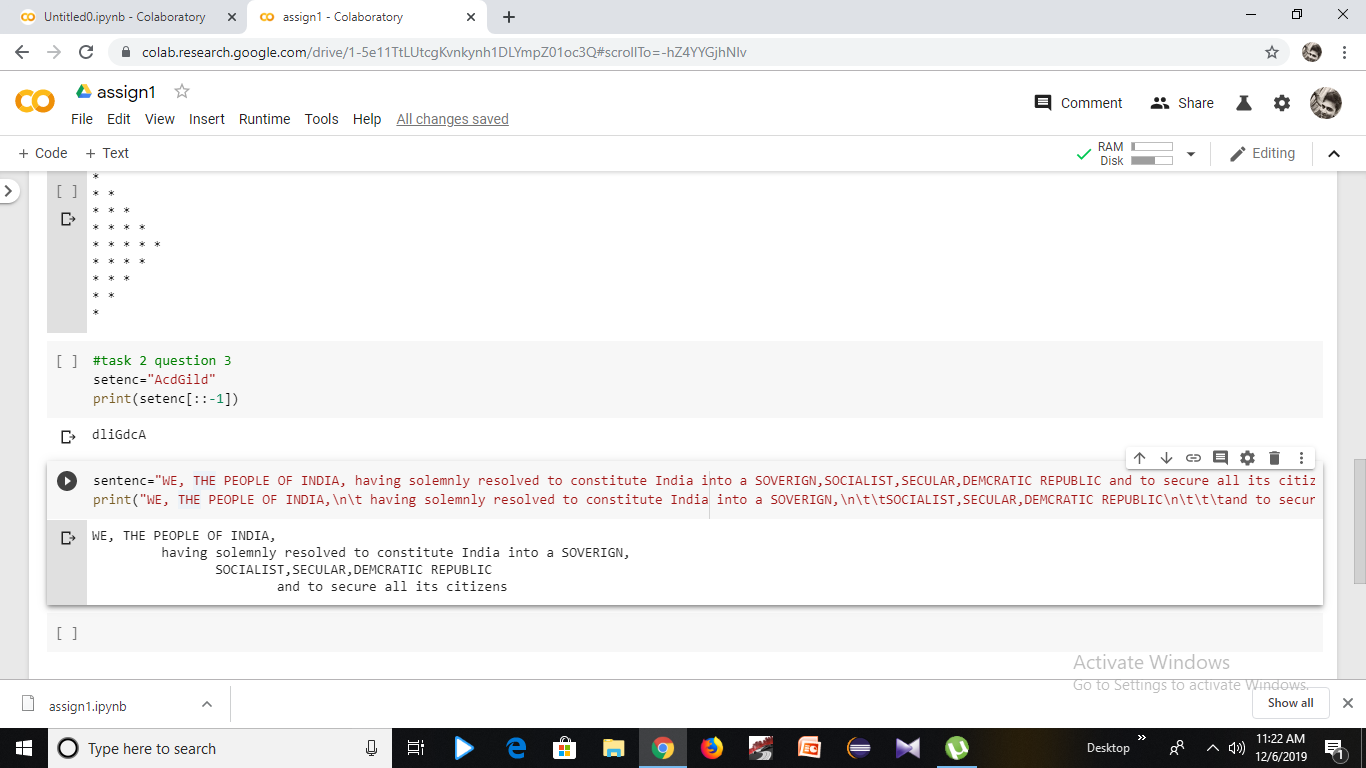 Untitled0.ipynb - Colaboratory
assign1 - Colaboratory
colab.research.google.com/drive/1-5e11TtLUtcgKvnkynh1DLYmpZ01oc3Q#scrollTo=-hZ4YYGjhNIv
assign1
File Edit View Insert Runtime Tools Help All changes saved
Comment Share
+ Code + Text
RAM
Disk
Editing
*
[ ] * *
* * *
* * * *
* * * * *
* * * *
* * *
* *
*
[ ] #task 2 question 3
setenc="AcdGild"
print(setenc[::-1])
dliGdcA
sentenc="WE, THE PEOPLE OF INDIA, having solemnly resolved to constitute India into a SOVERIGN,SOCIALIST,SECULAR,DEMCRATIC REPUBLIC and to secure all its citiz
print("WE, THE PEOPLE OF INDIA,\n\t having solemnly resolved to constitute India into a SOVERIGN,\n\t\tSOCIALIST,SECULAR,DEMCRATIC REPUBLIC\n\t\t\tand to secur
WE, THE PEOPLE OF INDIA,
having solemnly resolved to constitute India into a SOVERIGN,
SOCIALIST,SECULAR,DEMCRATIC REPUBLIC
and to secure all its citizens
[ ]
Activate Windows
Go to Settings to activate Windows.
assign1.ipynb
Show all
Type here to search
Desktop
11:22 AM
12/6/2019
1